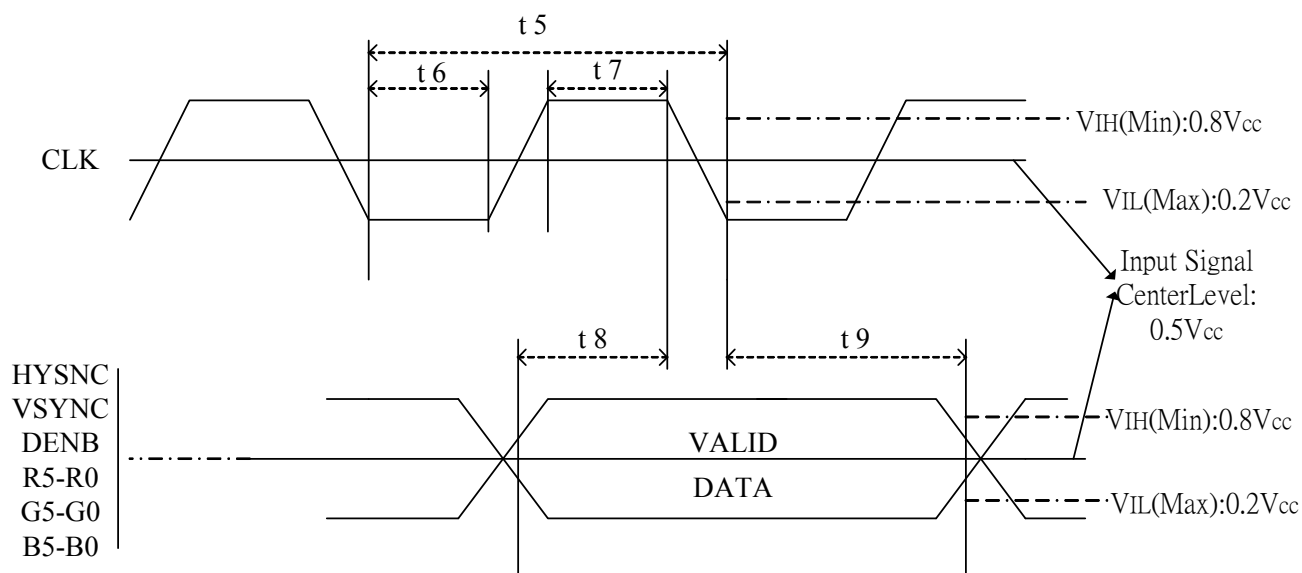 t 5
t 6
t 7
VIH(Min):0.8Vcc
CLK
VIL(Max):0.2Vcc
Input Signal
CenterLevel:
0.5Vcc
t 8
t 9
HYSNC
VSYNC
DENB
R5-R0
G5-G0
B5-B0
VALID
DATA
VIH(Min):0.8Vcc
VIL(Max):0.2Vcc